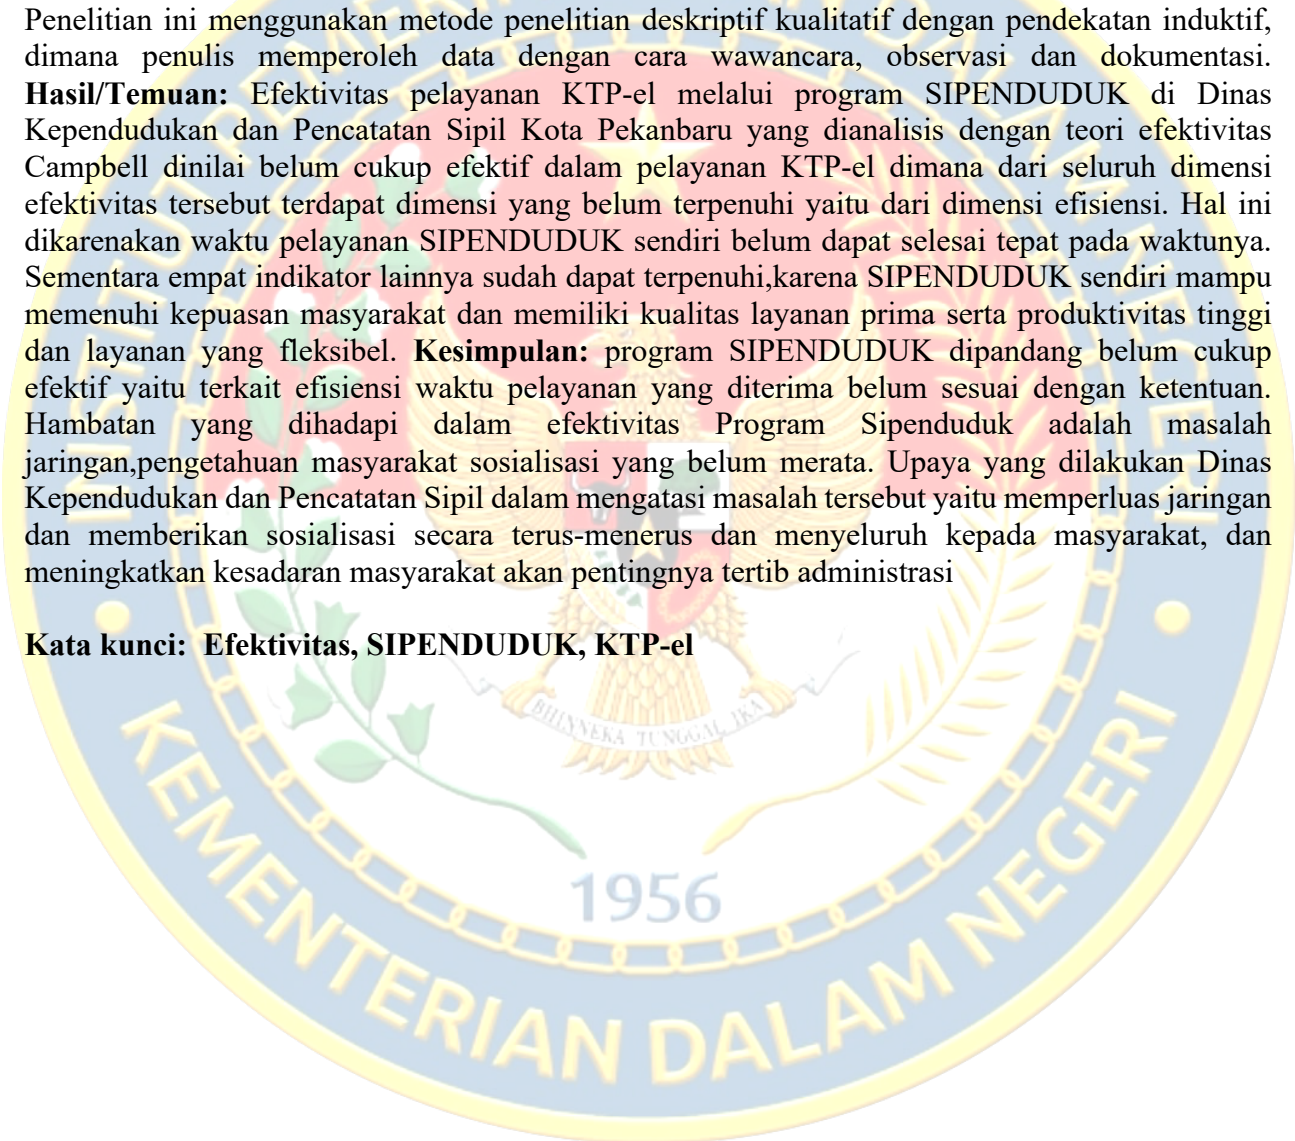 Penelitian ini menggunakan metode penelitian deskriptif kualitatif dengan pendekatan induktif,
dimana penulis memperoleh data dengan cara wawancara, observasi dan dokumentasi.
Hasil/Temuan: Efektivitas pelayanan KTP-el melalui program SIPENDUDUK di Dinas
Kependudukan dan Pencatatan Sipil Kota Pekanbaru yang dianalisis dengan teori efektivitas
Campbell dinilai belum cukup efektif dalam pelayanan KTP-el dimana dari seluruh dimensi
efektivitas tersebut terdapat dimensi yang belum terpenuhi yaitu dari dimensi efisiensi. Hal ini
dikarenakan waktu pelayanan SIPENDUDUK sendiri belum dapat selesai tepat pada waktunya.
Sementara empat indikator lainnya sudah dapat terpenuhi,karena SIPENDUDUK sendiri mampu
memenuhi kepuasan masyarakat dan memiliki kualitas layanan prima serta produktivitas tinggi
dan layanan yang fleksibel. Kesimpulan: program SIPENDUDUK dipandang belum cukup
efektif yaitu terkait efisiensi waktu pelayanan yang diterima belum sesuai dengan ketentuan.
Hambatan yang dihadapi dalam efektivitas Program Sipenduduk adalah masalah
jaringan,pengetahuan masyarakat sosialisasi yang belum merata. Upaya yang dilakukan Dinas
Kependudukan dan Pencatatan Sipil dalam mengatasi masalah tersebut yaitu memperluas jaringan
dan memberikan sosialisasi secara terus-menerus dan menyeluruh kepada masyarakat, dan
meningkatkan kesadaran masyarakat akan pentingnya tertib administrasi
Kata kunci: Efektivitas, SIPENDUDUK, KTP-el
BHINNEKA TUNGGAL IKA
1956
KEMENTERIAN DALAM NEGERI